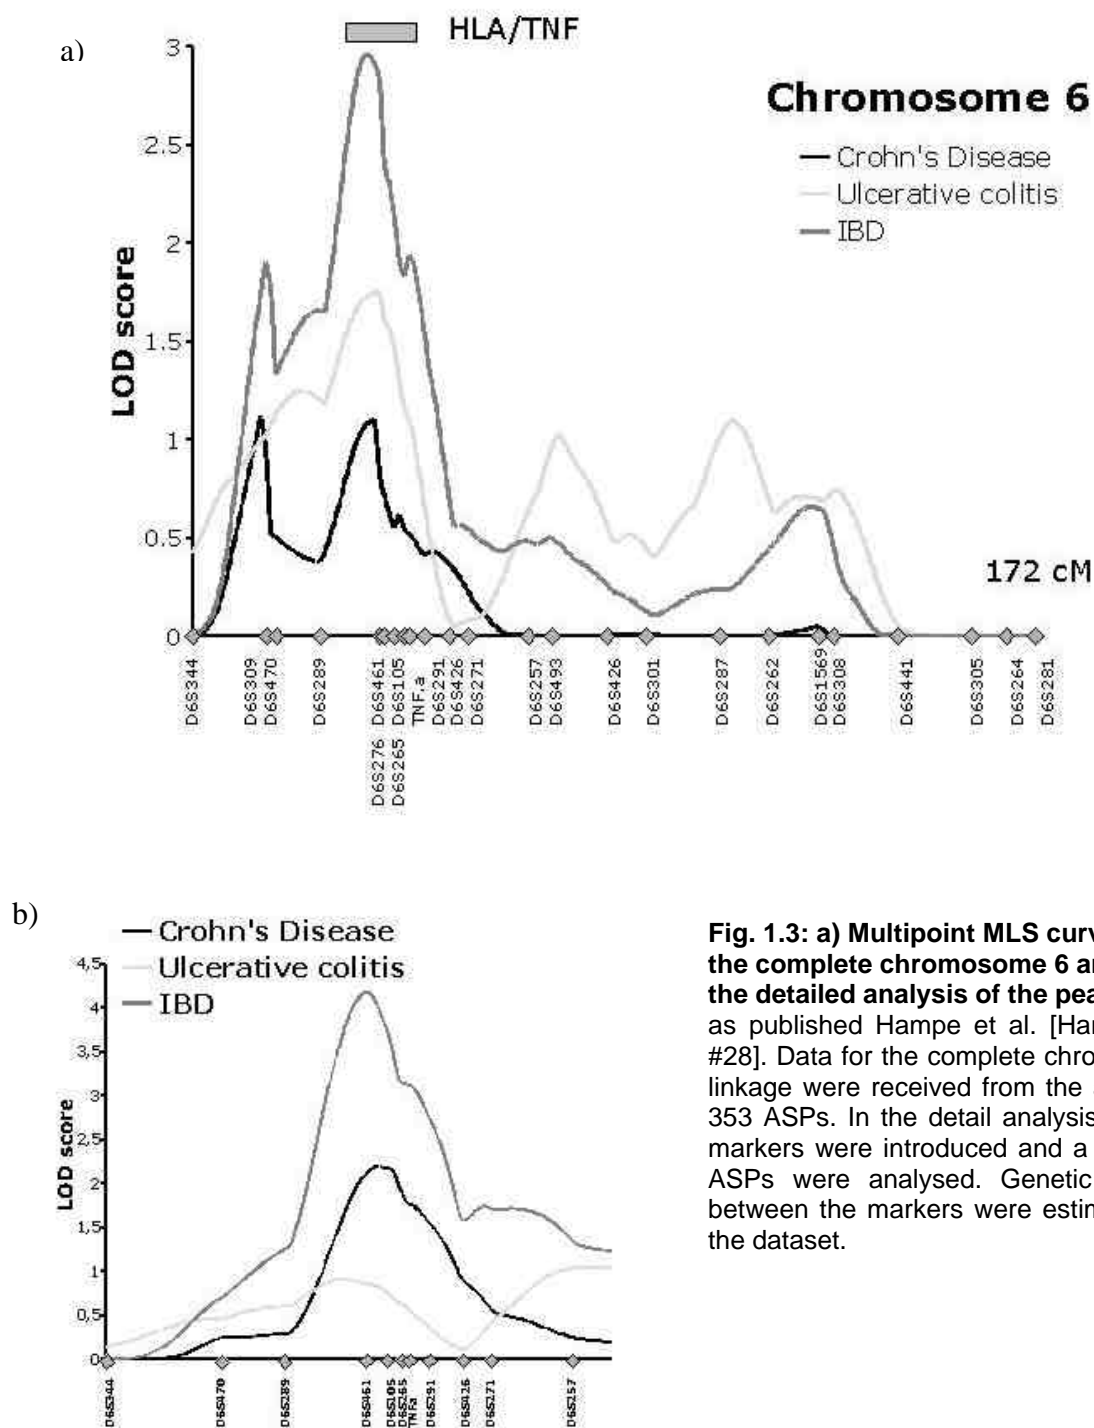 a)
HLA/TNF
Chromosome 6
Crohn's Disease
Ulcerative colitis
IBD
LOD score
3
2.5
2
1.5
1
0.5
0
172 cM
D6S344
D6S309
D6S470
D6S289
D6S461
D6S105
TNF.a
D6S291
D6S426
D6S271
D6S257
D6S493
D6S426
D6S301
D6S287
D6S262
D6S1569
D6S308
D6S441
D6S305
D6S264
D6S281
D6S276
D6S265
b)
Crohn's Disease
Ulcerative colitis
IBD
LOD score
4,5
4
3,5
3
2,5
2
1,5
1
0,5
0
D6S344
D6S470
D6S289
D6S461
D6S105
D6S265
TNFa
D6S291
D6S426
D6S271
D6S257
Fig. 1.3: a) Multipoint MLS curv
the complete chromosome 6 a
the detailed analysis of the pea
as published Hampe et al. [Har
#28]. Data for the complete chro
linkage were received from the
353 ASPs. In the detail analysis
markers were introduced and a
ASPs were analysed. Genetic
between the markers were estin
the dataset.